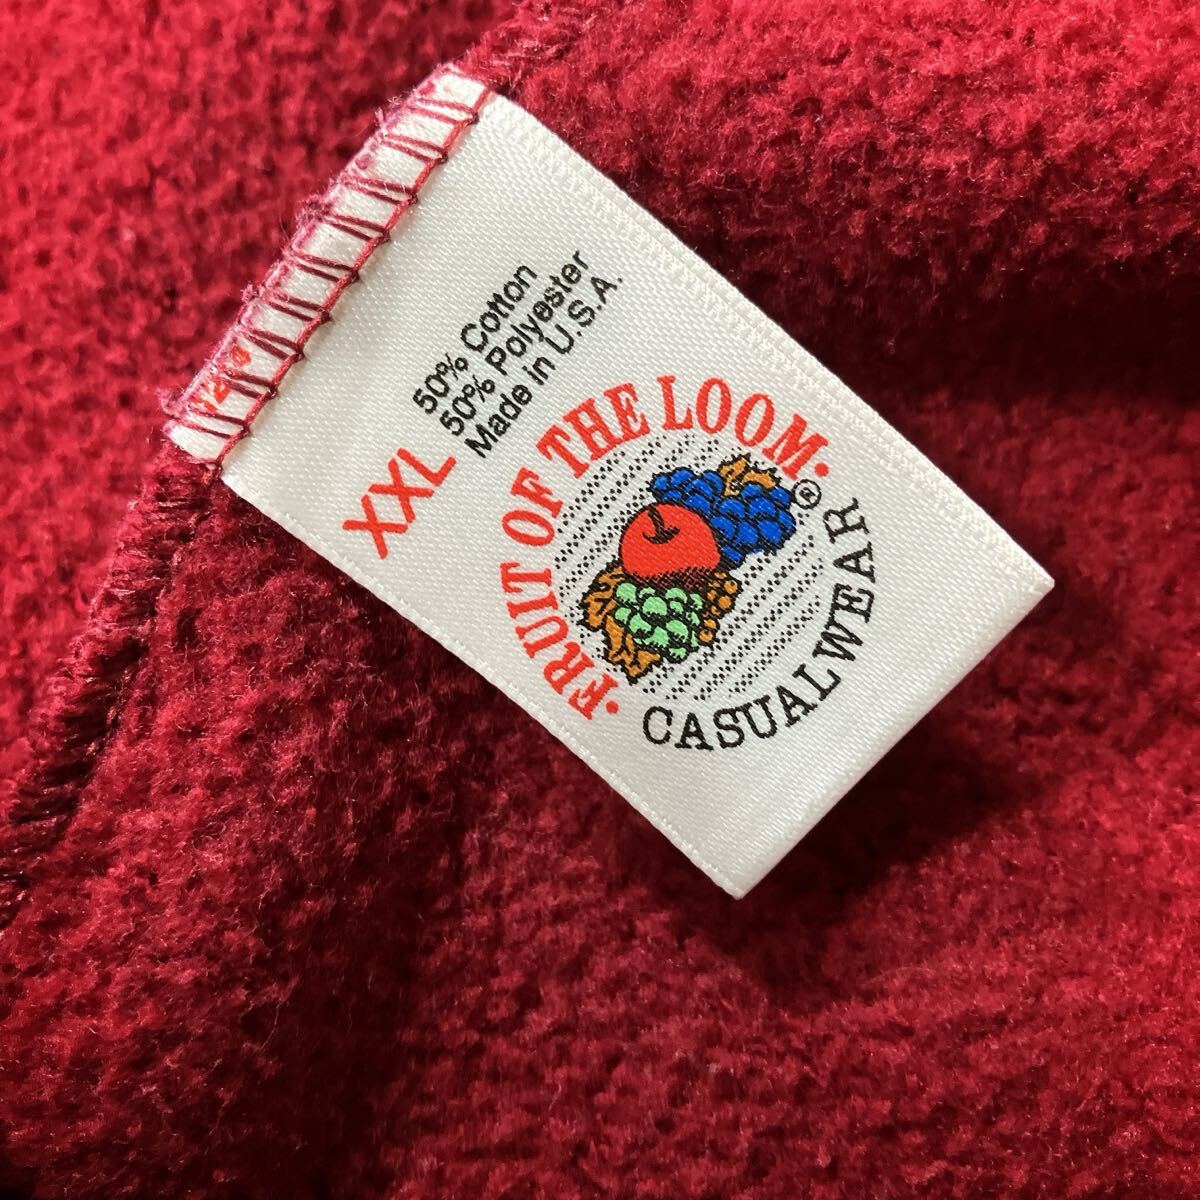 XXL
50% Cotton
50% Polyester
Made in U.S.A.
·FRUIT OF THE LOOM·
®
CASUALWEAR